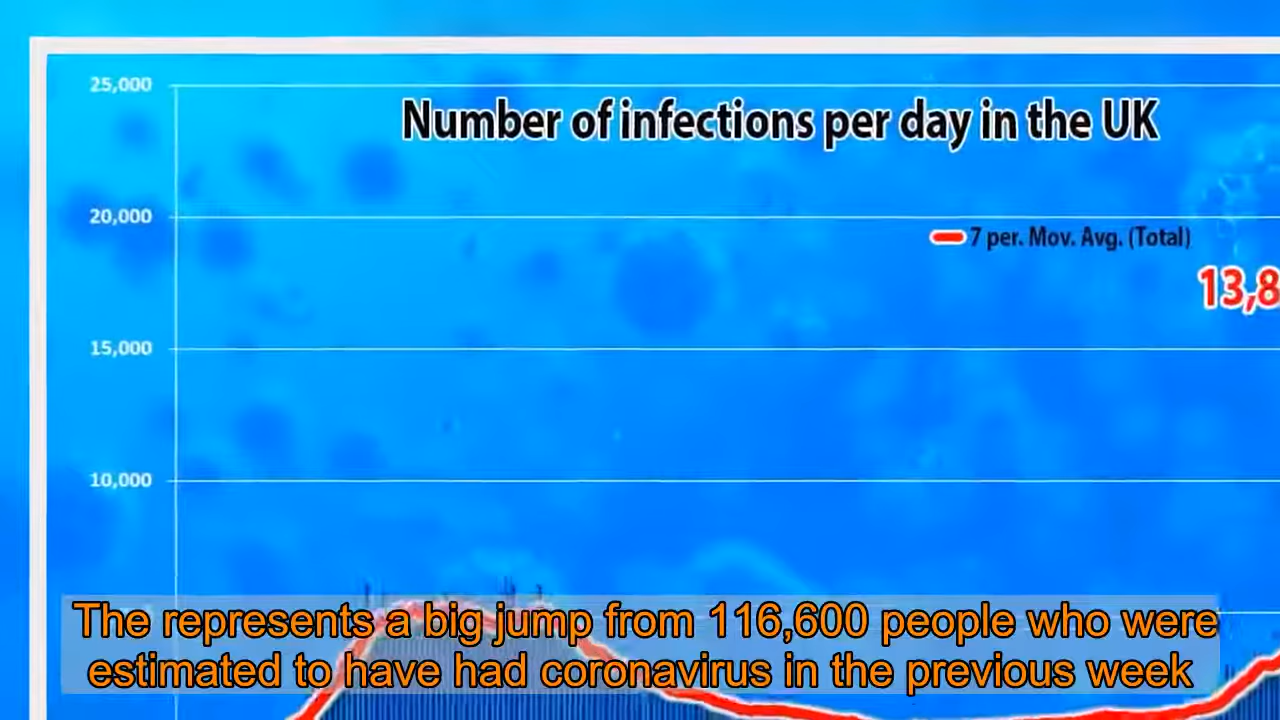 25,000
Number of infections per day in the UK
20,000
7 per. Mov. Avg. (Total)
13,8
15,000
10,000
The represents a big jump from 116,600 people who were
estimated to have had coronavirus in the previous week